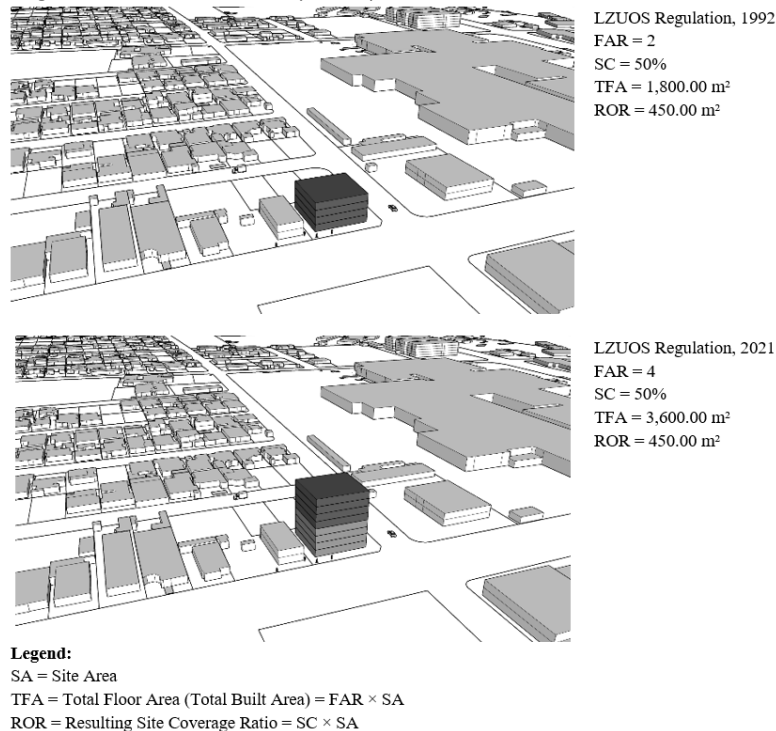 LZUOS Regulation, 1992
FAR = 2
SC = 50%
TFA = 1,800.00 m²
ROR = 450.00 m²
LZUOS Regulation, 2021
FAR = 4
SC = 50%
TFA = 3,600.00 m²
ROR = 450.00 m²
Legend:
SA = Site Area
TFA = Total Floor Area (Total Built Area) = FAR × SA
ROR = Resulting Site Coverage Ratio = SC × SA